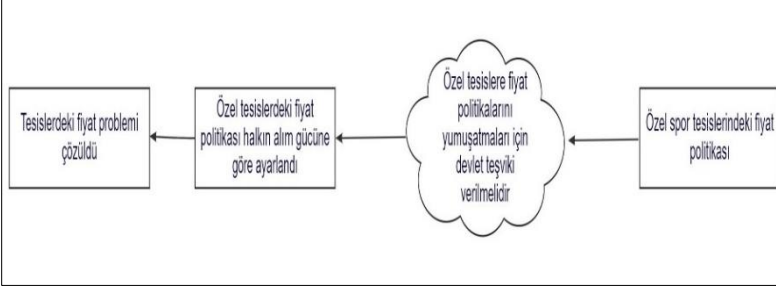 Tesislerdeki fiyat problemi
çözüldü
Özel tesislerdeki fiyat
politikası halkın alım gücüne
göre ayarlandı
Özel tesislere fiyat
politikalarını
yumuşatmaları için
devlet teşviki
verilmelidir
Özel spor tesislerindeki fiyat
politikası